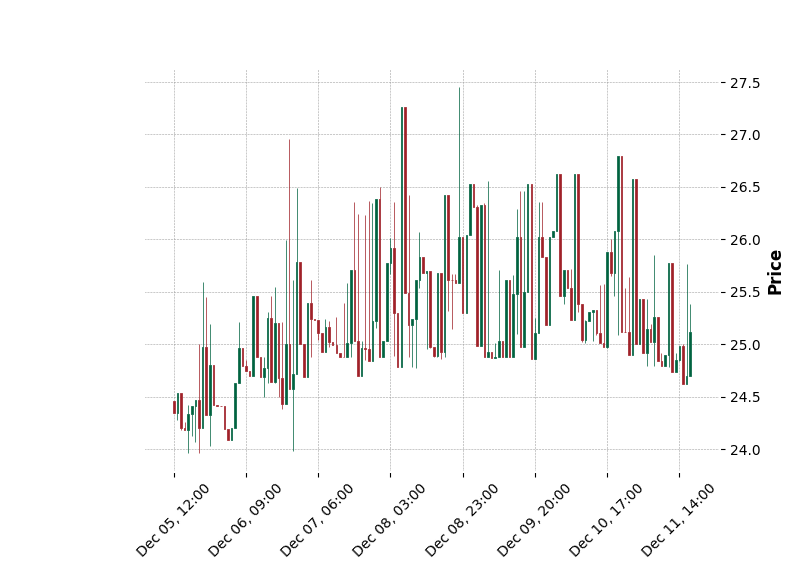 27.5
27.0
26.5
26.0
25.5
25.0
24.5
24.0
Price
Dec 05, 12:00
Dec 06, 09:00
Dec 07, 06:00
Dec 08, 03:00
Dec 08, 23:00
Dec 09, 20:00
Dec 10, 17:00
Dec 11, 14:00